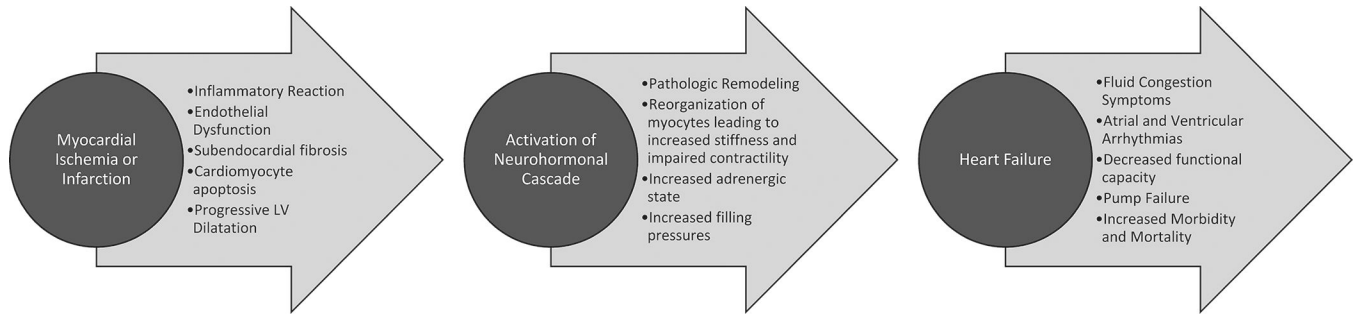 Myocardial
Ischemia or
Infarction
•Inflammatory Reaction
•Endothelial
Dysfunction
•Subendocardial fibrosis
•Cardiomyocyte
apoptosis
•Progressive LV
Dilatation
Activation of
Neurohormonal
Cascade
•Pathologic Remodeling
•Reorganization of
myocytes leading to
increased stiffness and
impaired contractility
•Increased adrenergic
state
•Increased filling
pressures
Heart Failure
•Fluid Congestion
Symptoms
•Atrial and Ventricular
Arrhythmias
•Decreased functional
capacity
•Pump Failure
•Increased Morbidity
and Mortality